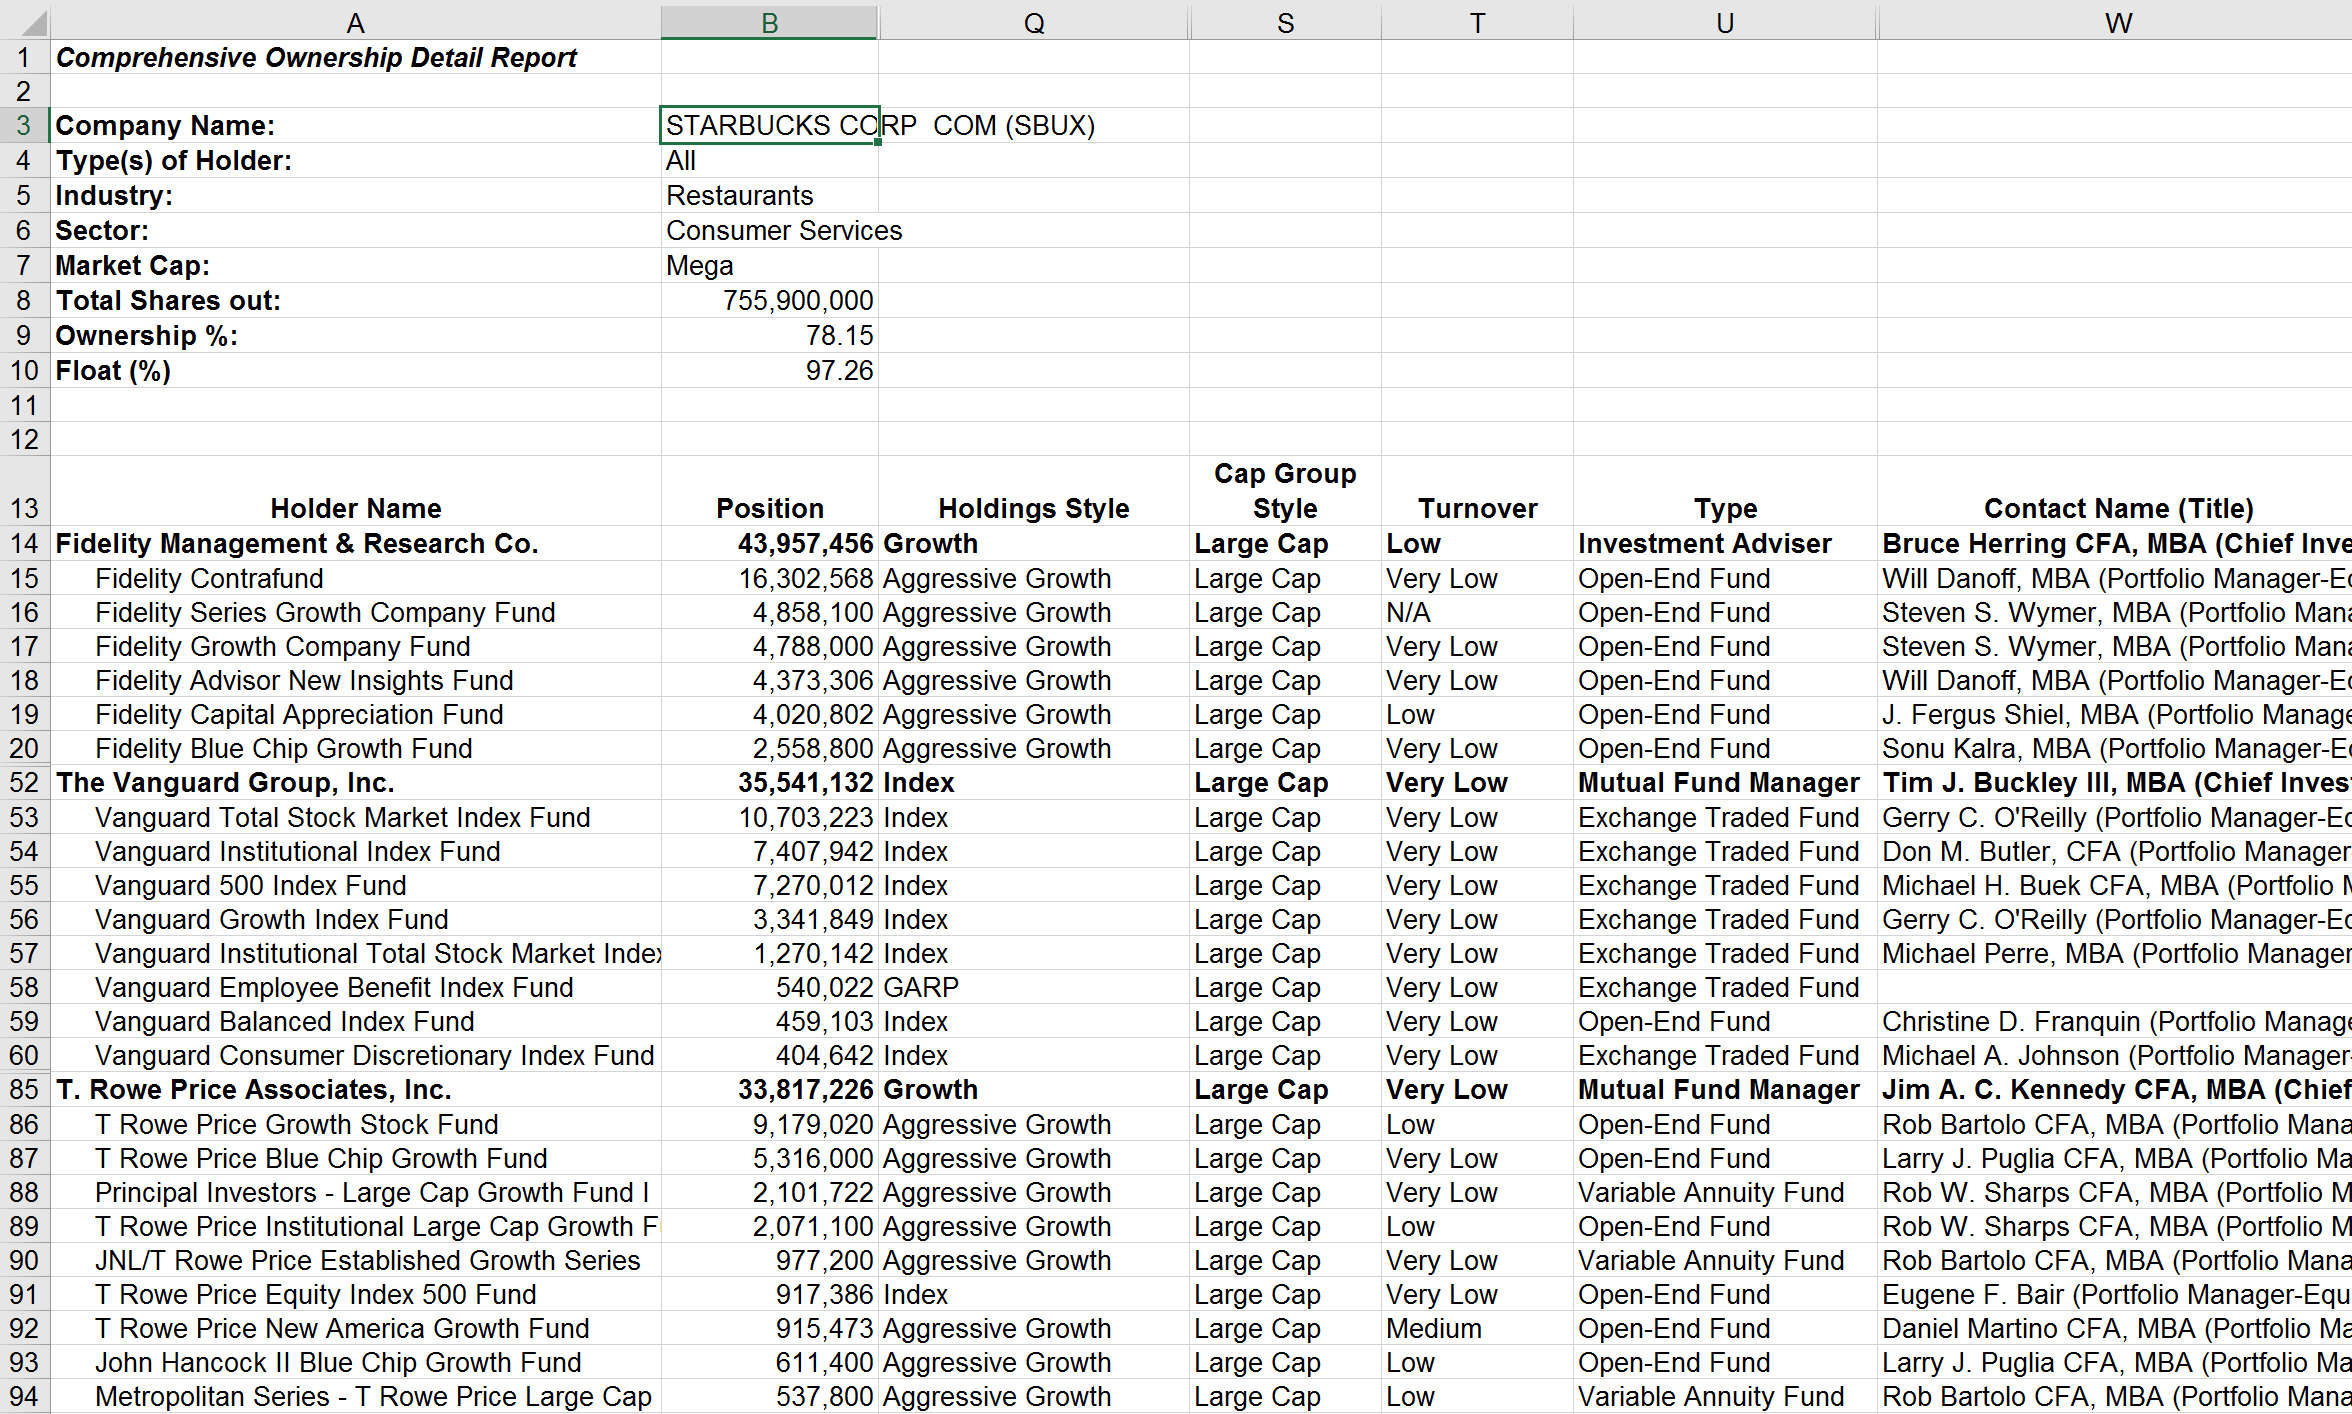 A B Q S T U W
1 Comprehensive Ownership Detail Report
2
3 Company Name: STARBUCKS CORP  COM (SBUX)
4 Type(s) of Holder: All
5 Industry: Restaurants
6 Sector: Consumer Services
7 Market Cap: Mega
8 Total Shares out: 755,900,000
9 Ownership %: 78.15
10 Float (%) 97.26
11
12
Cap Group
13 Holder Name Position Holdings Style Style Turnover Type Contact Name (Title)
14 Fidelity Management & Research Co. 43,957,456 Growth Large Cap Low Investment Adviser Bruce Herring CFA, MBA (Chief Inve
15 Fidelity Contrafund 16,302,568 Aggressive Growth Large Cap Very Low Open-End Fund Will Danoff, MBA (Portfolio Manager-Ec
16 Fidelity Series Growth Company Fund 4,858,100 Aggressive Growth Large Cap N/A Open-End Fund Steven S. Wymer, MBA (Portfolio Mana
17 Fidelity Growth Company Fund 4,788,000 Aggressive Growth Large Cap Very Low Open-End Fund Steven S. Wymer, MBA (Portfolio Mana
18 Fidelity Advisor New Insights Fund 4,373,306 Aggressive Growth Large Cap Very Low Open-End Fund Will Danoff, MBA (Portfolio Manager-Ec
19 Fidelity Capital Appreciation Fund 4,020,802 Aggressive Growth Large Cap Low Open-End Fund J. Fergus Shiel, MBA (Portfolio Manage
20 Fidelity Blue Chip Growth Fund 2,558,800 Aggressive Growth Large Cap Very Low Open-End Fund Sonu Kalra, MBA (Portfolio Manager-Ec
52 The Vanguard Group, Inc. 35,541,132 Index Large Cap Very Low Mutual Fund Manager Tim J. Buckley III, MBA (Chief Invest
53 Vanguard Total Stock Market Index Fund 10,703,223 Index Large Cap Very Low Exchange Traded Fund Gerry C. O'Reilly (Portfolio Manager-Ec
54 Vanguard Institutional Index Fund 7,407,942 Index Large Cap Very Low Exchange Traded Fund Don M. Butler, CFA (Portfolio Manager
55 Vanguard 500 Index Fund 7,270,012 Index Large Cap Very Low Exchange Traded Fund Michael H. Buek CFA, MBA (Portfolio M
56 Vanguard Growth Index Fund 3,341,849 Index Large Cap Very Low Exchange Traded Fund Gerry C. O'Reilly (Portfolio Manager-Ec
57 Vanguard Institutional Total Stock Market Index 1,270,142 Index Large Cap Very Low Exchange Traded Fund Michael Perre, MBA (Portfolio Manager
58 Vanguard Employee Benefit Index Fund 540,022 GARP Large Cap Very Low Exchange Traded Fund
59 Vanguard Balanced Index Fund 459,103 Index Large Cap Very Low Open-End Fund Christine D. Franquin (Portfolio Manage
60 Vanguard Consumer Discretionary Index Fund 404,642 Index Large Cap Very Low Exchange Traded Fund Michael A. Johnson (Portfolio Manager-
85 T. Rowe Price Associates, Inc. 33,817,226 Growth Large Cap Very Low Mutual Fund Manager Jim A. C. Kennedy CFA, MBA (Chief
86 T Rowe Price Growth Stock Fund 9,179,020 Aggressive Growth Large Cap Low Open-End Fund Rob Bartolo CFA, MBA (Portfolio Mana
87 T Rowe Price Blue Chip Growth Fund 5,316,000 Aggressive Growth Large Cap Very Low Open-End Fund Larry J. Puglia CFA, MBA (Portfolio Ma
88 Principal Investors - Large Cap Growth Fund I 2,101,722 Aggressive Growth Large Cap Very Low Variable Annuity Fund Rob W. Sharps CFA, MBA (Portfolio M
89 T Rowe Price Institutional Large Cap Growth F 2,071,100 Aggressive Growth Large Cap Low Open-End Fund Rob W. Sharps CFA, MBA (Portfolio M
90 JNL/T Rowe Price Established Growth Series 977,200 Aggressive Growth Large Cap Very Low Variable Annuity Fund Rob Bartolo CFA, MBA (Portfolio Mana
91 T Rowe Price Equity Index 500 Fund 917,386 Index Large Cap Very Low Open-End Fund Eugene F. Bair (Portfolio Manager-Equ
92 T Rowe Price New America Growth Fund 915,473 Aggressive Growth Large Cap Medium Open-End Fund Daniel Martino CFA, MBA (Portfolio Ma
93 John Hancock II Blue Chip Growth Fund 611,400 Aggressive Growth Large Cap Low Open-End Fund Larry J. Puglia CFA, MBA (Portfolio Ma
94 Metropolitan Series - T Rowe Price Large Cap 537,800 Aggressive Growth Large Cap Low Variable Annuity Fund Rob Bartolo CFA, MBA (Portfolio Mana